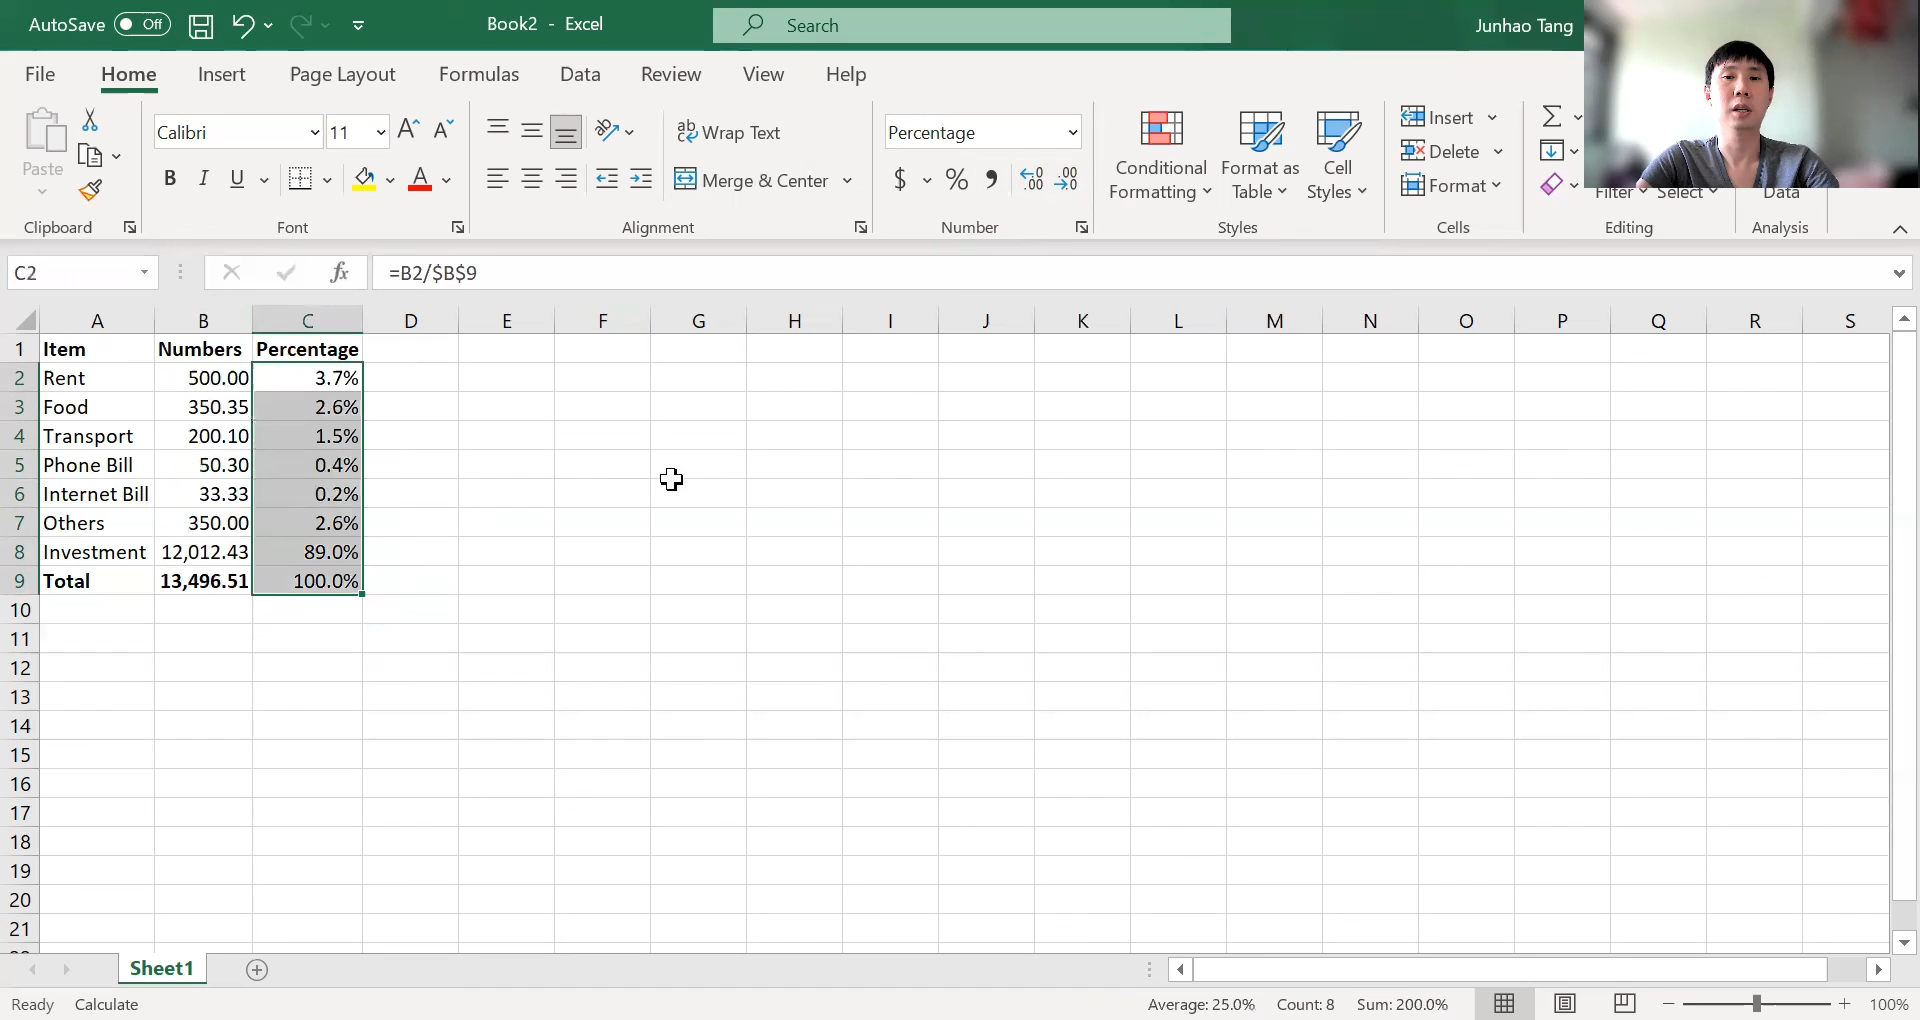 AutoSave Off Book2 - Excel Search Junhao Tang
File Home Insert Page Layout Formulas Data Review View Help
Calibri 11 ab Wrap Text Percentage Insert
Paste Conditional Formatting Format as Table Cell Styles Delete
B I U A Merge & Center $ % Format Filter Select Data
Clipboard Font Alignment Number Styles Cells Editing Analysis
C2 fx =B2/$B$9
A B C D E F G H I J K L M N O P Q R S
1 Item Numbers Percentage
2 Rent 500.00 3.7%
3 Food 350.35 2.6%
4 Transport 200.10 1.5%
5 Phone Bill 50.30 0.4%
6 Internet Bill 33.33 0.2%
7 Others 350.00 2.6%
8 Investment 12,012.43 89.0%
9 Total 13,496.51 100.0%
10
11
12
13
14
15
16
17
18
19
20
21
Sheet1
Ready Calculate Average: 25.0% Count: 8 Sum: 200.0% 100%